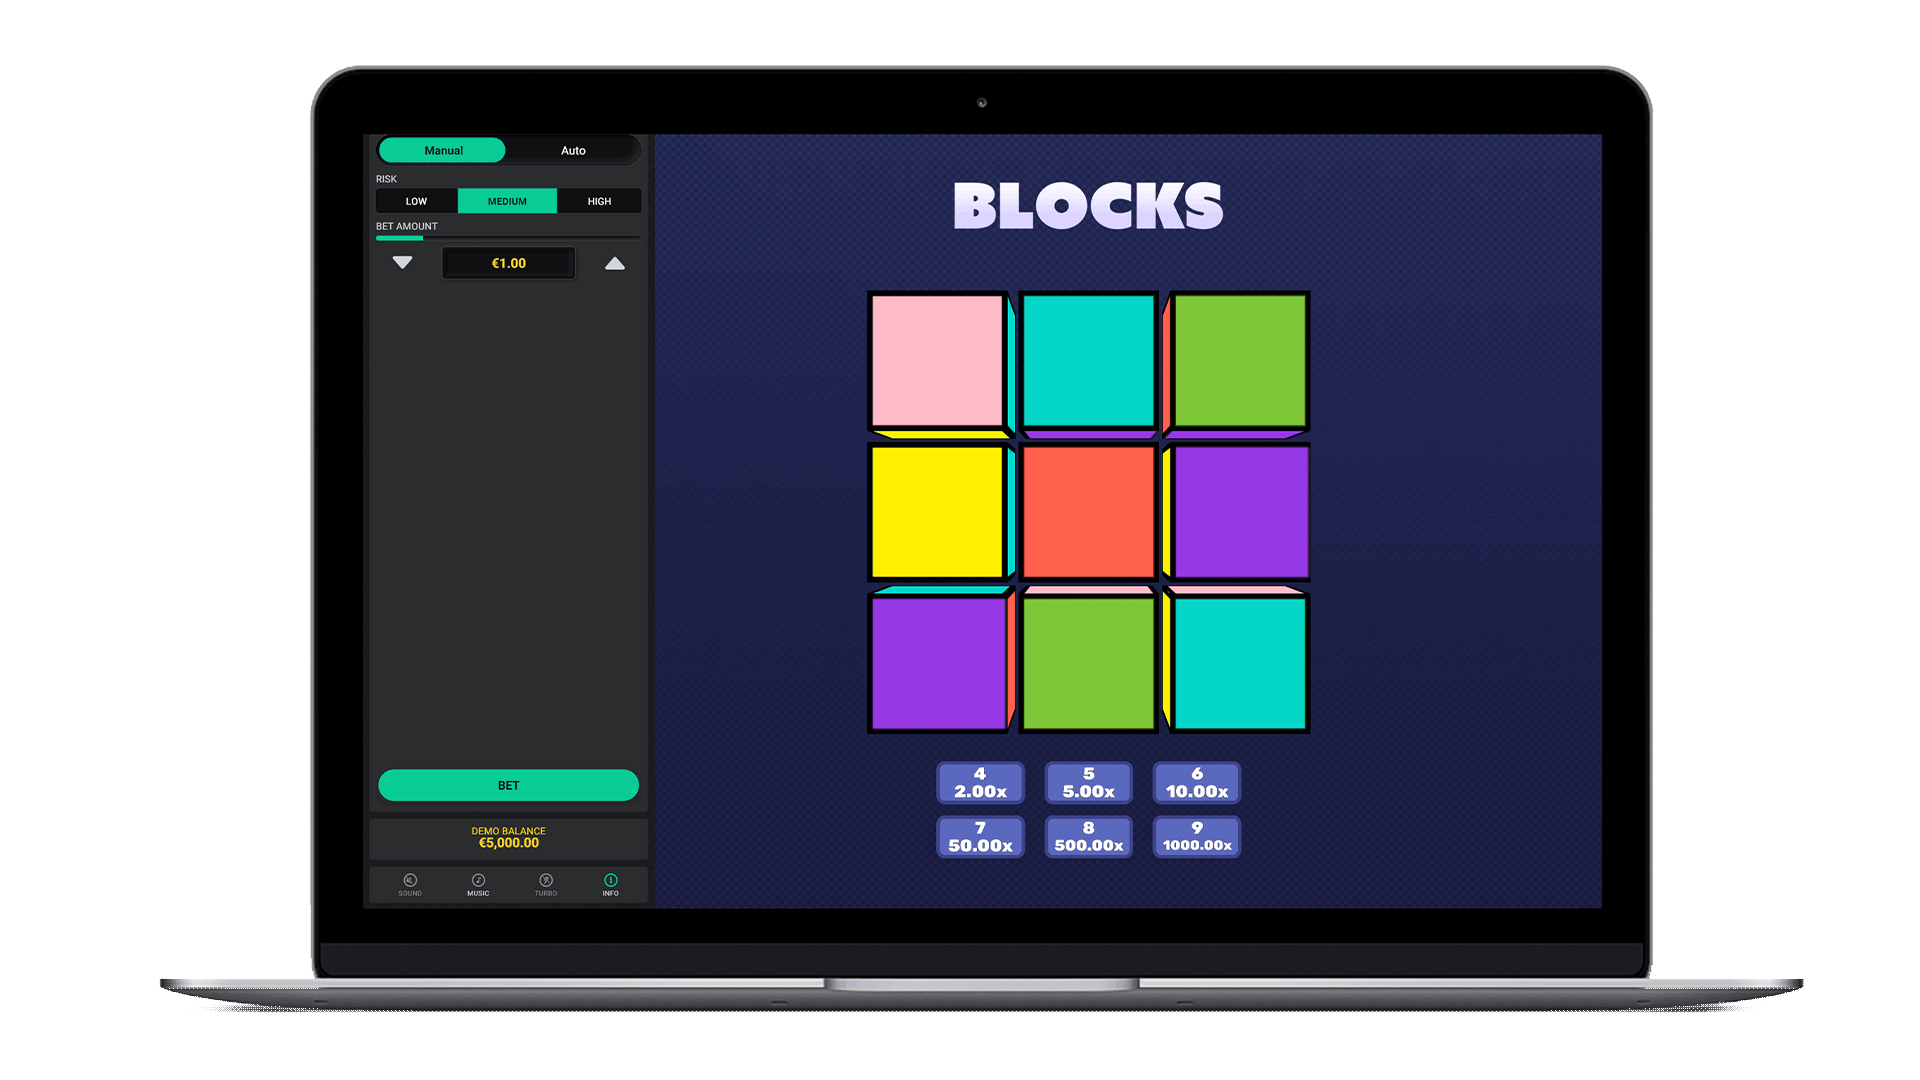 Manual Auto
RISK
LOW MEDIUM HIGH
BET AMOUNT
€1.00
BET
DEMO BALANCE
€5,000.00
SOUND MUSIC TURBO INFO
BLOCKS
4 5 6
2.00x 5.00x 10.00x
7 8 9
50.00x 500.00x 1000.00x